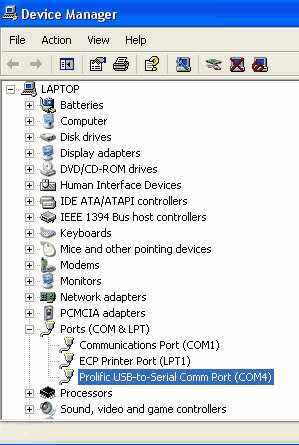 Device Manager
File Action View Help
LAPTOP
Batteries
Computer
Disk drives
Display adapters
DVD/CD-ROM drives
Human Interface Devices
IDE ATA/ATAPI controllers
IEEE 1394 Bus host controllers
Keyboards
Mice and other pointing devices
Modems
Monitors
Network adapters
PCMCIA adapters
Ports (COM & LPT)
Communications Port (COM1)
ECP Printer Port (LPT1)
Prolific USB-to-Serial Comm Port (COM4)
Processors
Sound, video and game controllers